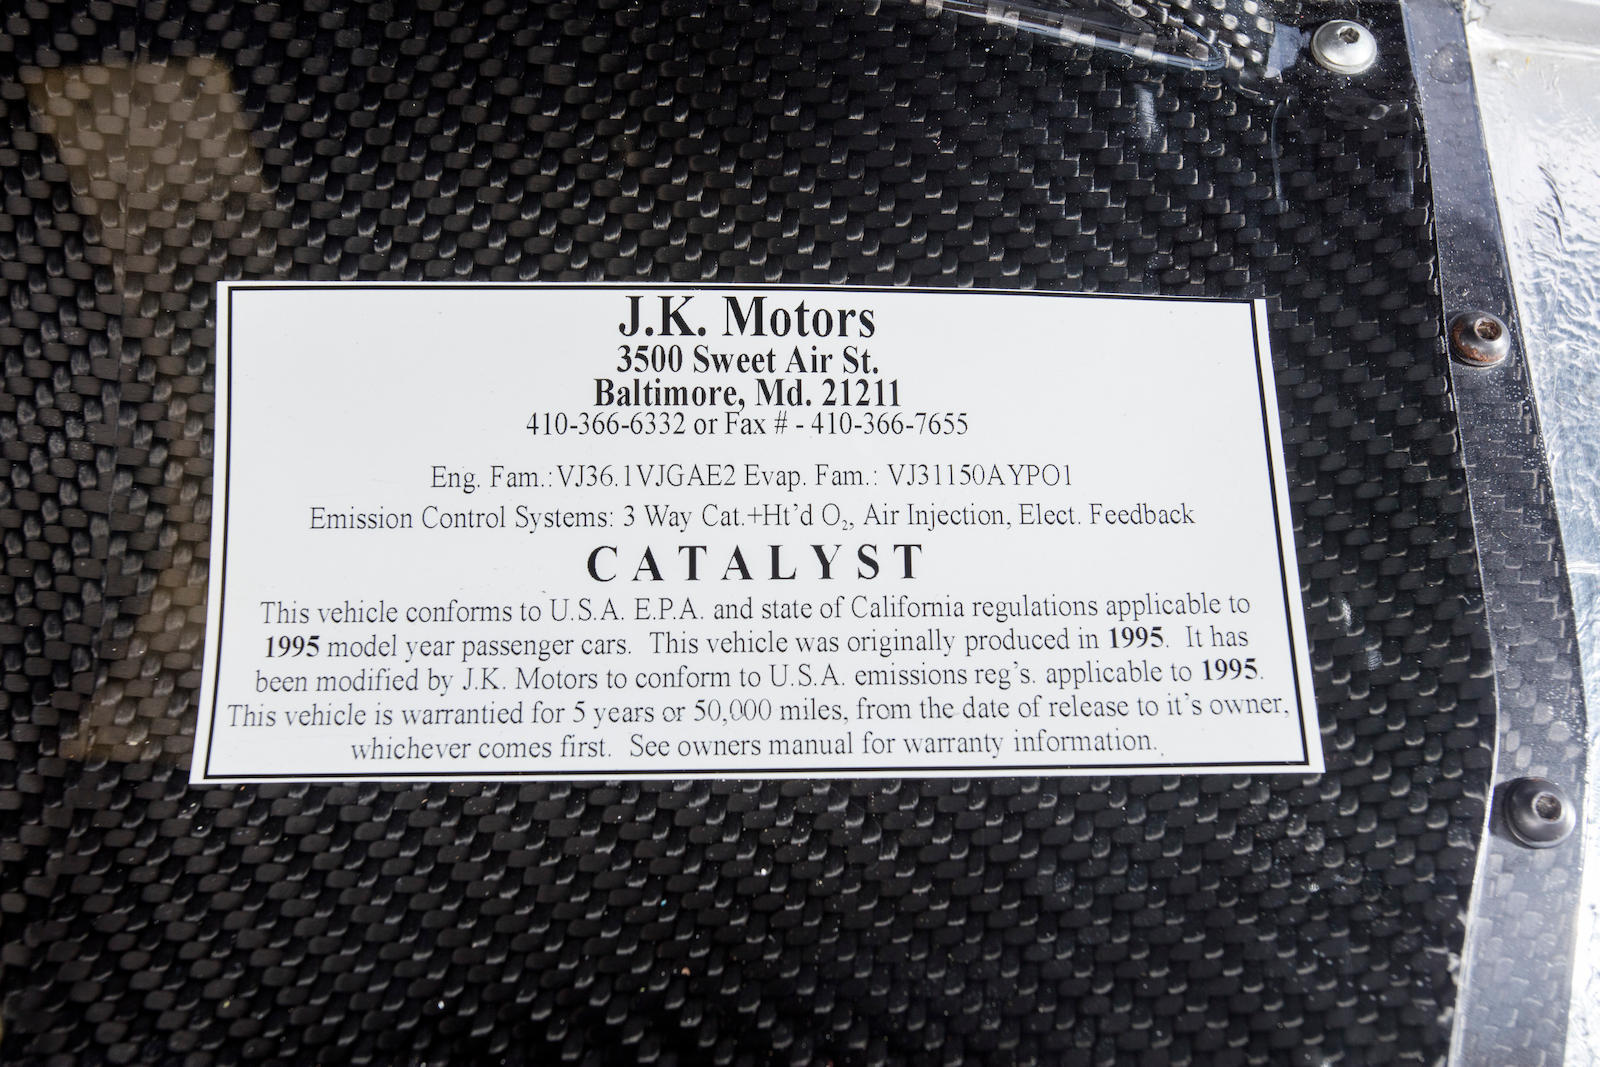 J.K. Motors
3500 Sweet Air St.
Baltimore, Md. 21211
410-366-6332 or Fax # - 410-366-7655
Eng. Fam.:VJ36.1VJGAE2 Evap. Fam.: VJ31150AYPO1
Emission Control Systems: 3 Way Cat.+Ht'd O₂, Air Injection, Elect. Feedback
CATALYST
This vehicle conforms to U.S.A. E.P.A. and state of California regulations applicable to
1995 model year passenger cars. This vehicle was originally produced in 1995. It has
been modified by J.K. Motors to conform to U.S.A. emissions reg's. applicable to 1995.
This vehicle is warrantied for 5 years or 50,000 miles, from the date of release to it's owner,
whichever comes first. See owners manual for warranty information.